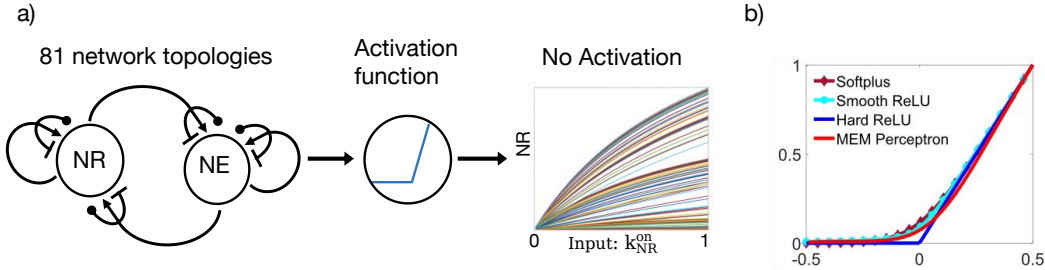 a)
81 network topologies
NR
NE
Activation
function
No Activation
NR
0
Input: k_NR^on
1
b)
1
0.5
0
-0.5
0
0.5
Softplus
Smooth ReLU
Hard ReLU
MEM Perceptron